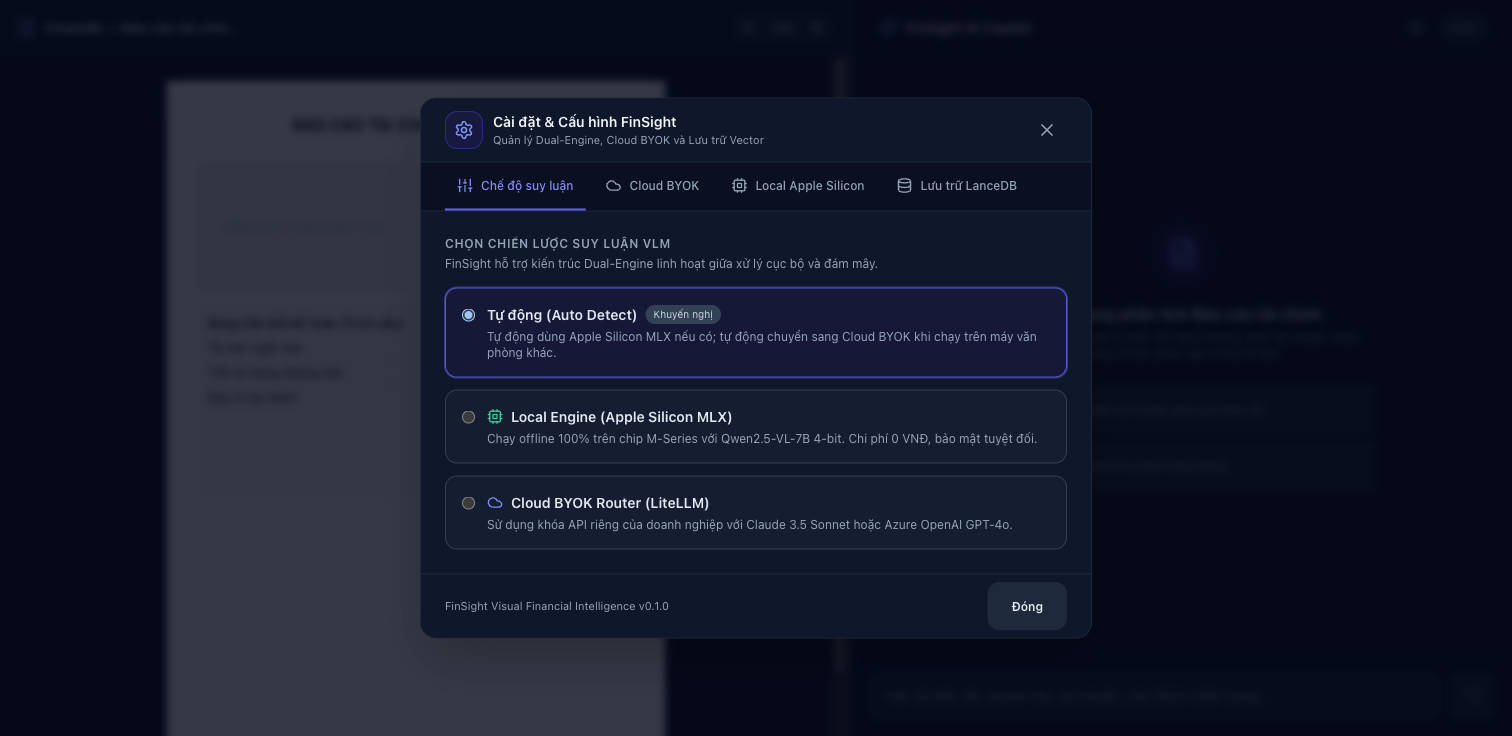 Cài đặt & Cấu hình FinSight
Quản lý Dual-Engine, Cloud BYOK và Lưu trữ Vector
Chế độ suy luận
Cloud BYOK
Local Apple Silicon
Lưu trữ LanceDB
CHỌN CHIẾN LƯỢC SUY LUẬN VLM
FinSight hỗ trợ kiến trúc Dual-Engine linh hoạt giữa xử lý cục bộ và đám mây.
Tự động (Auto Detect) Khuyến nghị
Tự động dùng Apple Silicon MLX nếu có; tự động chuyển sang Cloud BYOK khi chạy trên máy văn
phòng khác.
Local Engine (Apple Silicon MLX)
Chạy offline 100% trên chip M-Series với Qwen2.5-VL-7B 4-bit. Chi phí 0 VNĐ, bảo mật tuyệt đối.
Cloud BYOK Router (LiteLLM)
Sử dụng khóa API riêng của doanh nghiệp với Claude 3.5 Sonnet hoặc Azure OpenAI GPT-4o.
FinSight Visual Financial Intelligence v0.1.0
Đóng